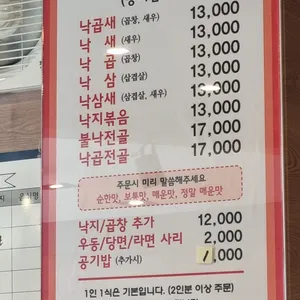 낙곱새 (곱창, 새우) 13,000
낙 새 (새우) 13,000
낙 곱 (곱창) 13,000
낙 삼 (삼겹살) 13,000
낙삼새 (삼겹살, 새우) 13,000
낙지볶음 13,000
불낙전골 17,000
낙곱전골 17,000
주문시 미리 말씀해주세요
순한맛, 보통맛, 매운맛, 정말 매운맛
낙지/곱창 추가 12,000
우동/당면/라면 사리 2,000
공기밥 (추가시) 1,000
1인 1식은 기본입니다. (2인분 이상 주문)